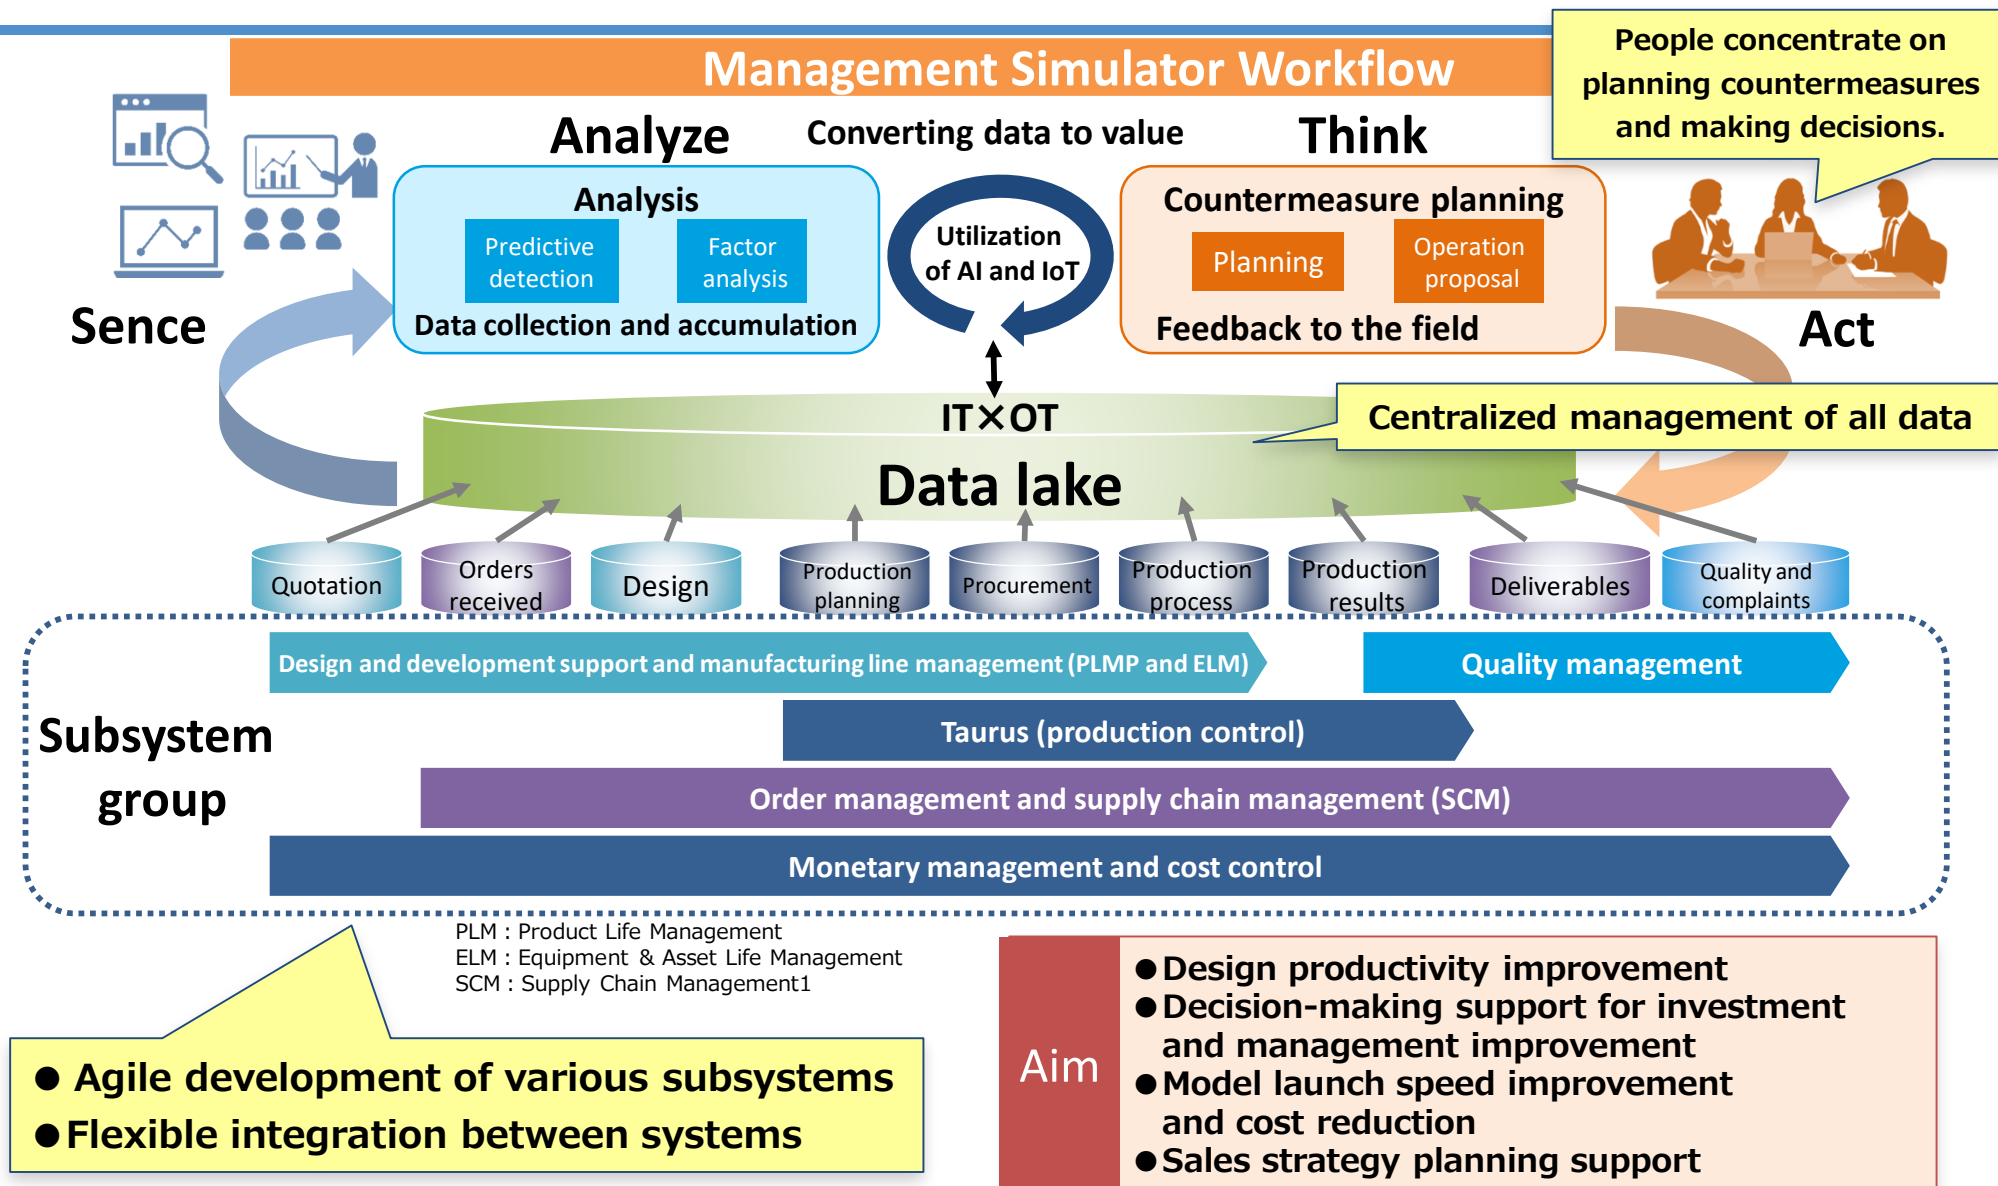 Management Simulator Workflow
People concentrate on
planning countermeasures
and making decisions.
Analyze
Converting data to value
Think
Analysis
Predictive
detection
Factor
analysis
Data collection and accumulation
Utilization
of AI and IoT
Countermeasure planning
Planning
Operation
proposal
Feedback to the field
Sence
Act
IT×OT
Data lake
Centralized management of all data
Quotation
Orders
received
Design
Production
planning
Procurement
Production
process
Production
results
Deliverables
Quality and
complaints
Subsystem
group
Design and development support and manufacturing line management (PLMP and ELM)
Quality management
Taurus (production control)
Order management and supply chain management (SCM)
Monetary management and cost control
PLM : Product Life Management
ELM : Equipment & Asset Life Management
SCM : Supply Chain Management1
● Agile development of various subsystems
●Flexible integration between systems
Aim
●Design productivity improvement
●Decision-making support for investment
and management improvement
●Model launch speed improvement
and cost reduction
●Sales strategy planning support